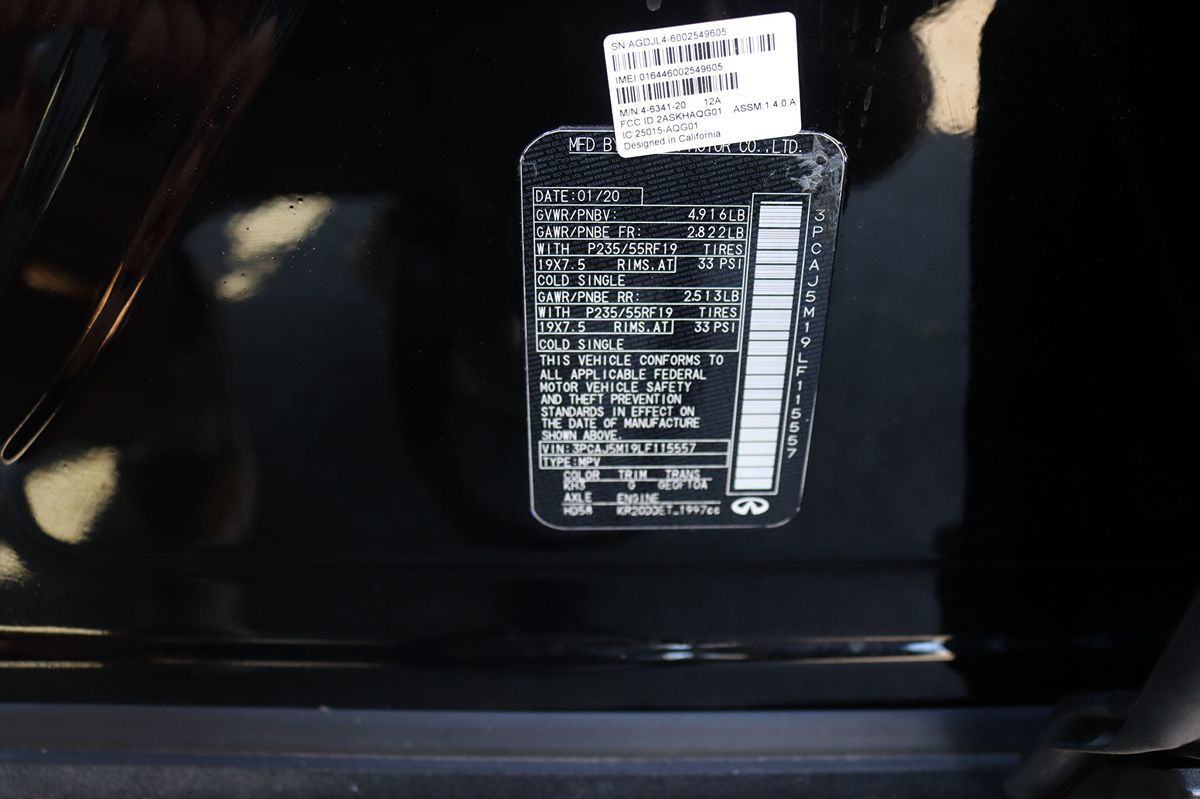 SN AGDJL4-6002549605
IMEI 016446002549605
M/N 4-6341-20 12A
FCC ID 2ASKHAQG01 ASSM 1.4.0.A
IC 25015-AQG01
Designed in California
MFD B MOTOR CO.,LTD.
DATE:01/20
GVWR/PNBV: 4.916LB
GAWR/PNBE FR: 2.822LB
WITH P235/55RF19 TIRES
19X7.5 RIMS.AT 33 PSI
COLD SINGLE
GAWR/PNBE RR: 2.513LB
WITH P235/55RF19 TIRES
19X7.5 RIMS.AT 33 PSI
COLD SINGLE
THIS VEHICLE CONFORMS TO
ALL APPLICABLE FEDERAL
MOTOR VEHICLE SAFETY
AND THEFT PREVENTION
STANDARDS IN EFFECT ON
THE DATE OF MANUFACTURE
SHOWN ABOVE.
VIN:3PCAJ5M19LF115557
TYPE:MPV
COLOR TRIM TRANS
KH3 G GEOF10A
AXLE ENGINE
HD58 KR20DDET 1997cc
3PCAJ5M19LF115557